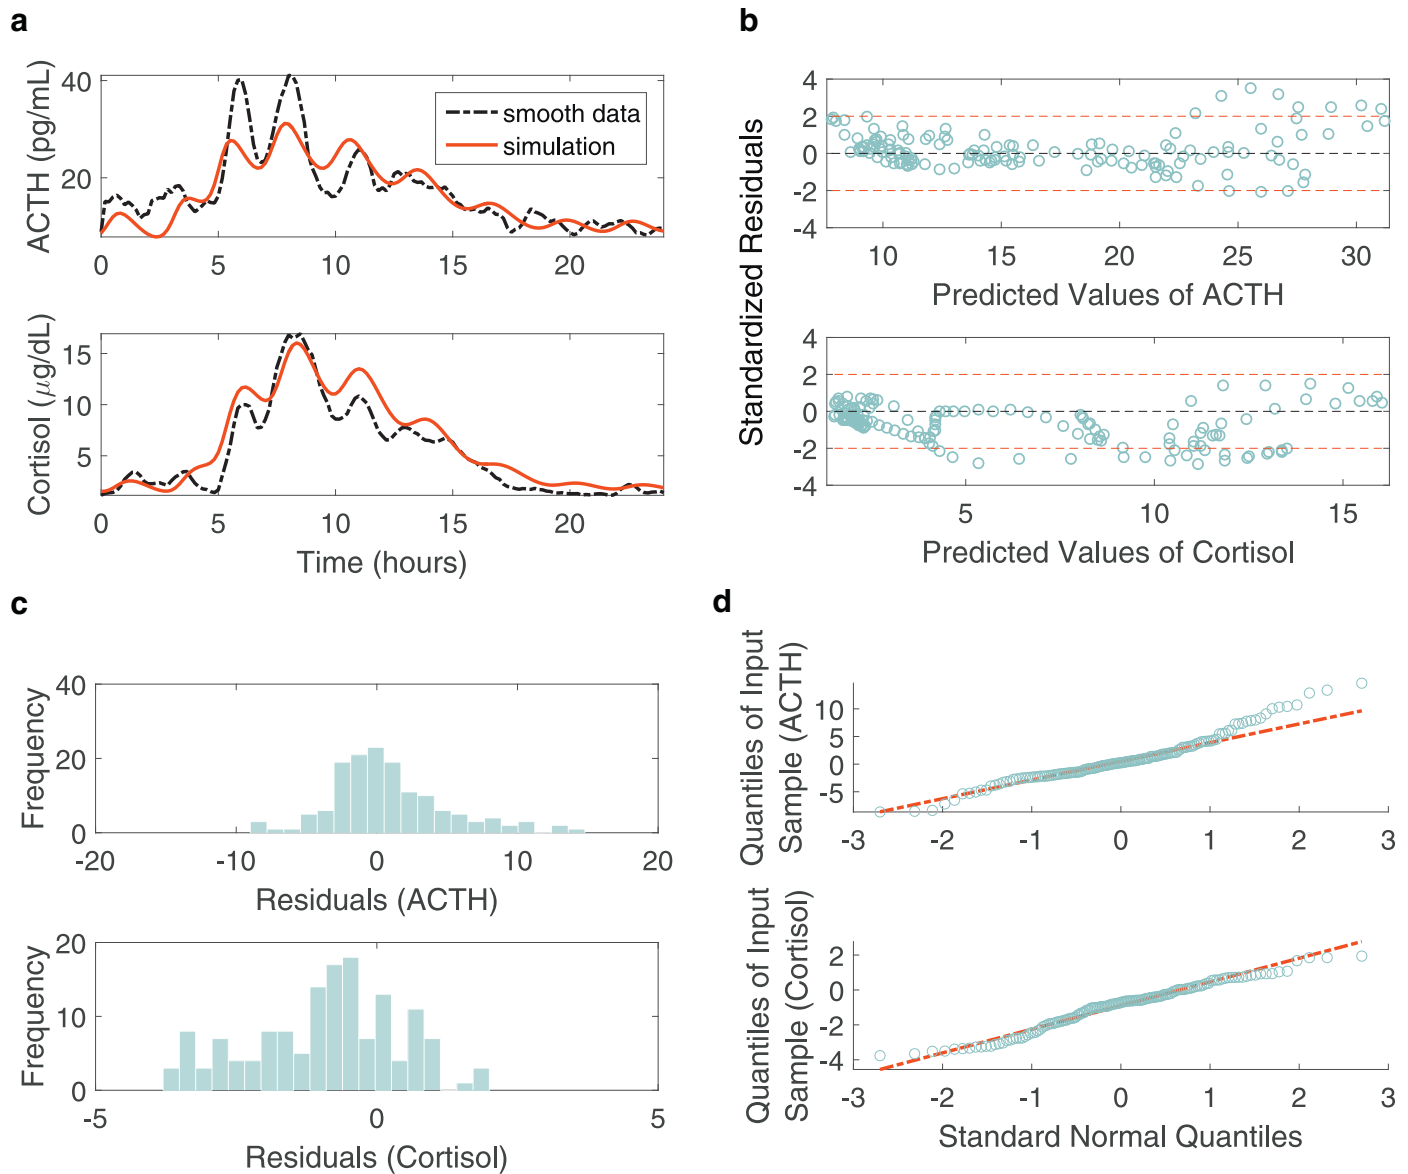 a
ACTH (pg/mL)
40
20
smooth data
simulation
0 5 10 15 20
Cortisol (μg/dL)
15
10
5
0 5 10 15 20
Time (hours)
b
Standardized Residuals
4
2
0
-2
-4
10 15 20 25 30
Predicted Values of ACTH
4
2
0
-2
-4
5 10 15
Predicted Values of Cortisol
c
Frequency
40
20
0
-20 -10 0 10 20
Residuals (ACTH)
Frequency
20
10
0
-5 0 5
Residuals (Cortisol)
d
Quantiles of Input
Sample (ACTH)
10
5
0
-5
-3 -2 -1 0 1 2 3
Quantiles of Input
Sample (Cortisol)
2
0
-2
-4
-3 -2 -1 0 1 2 3
Standard Normal Quantiles